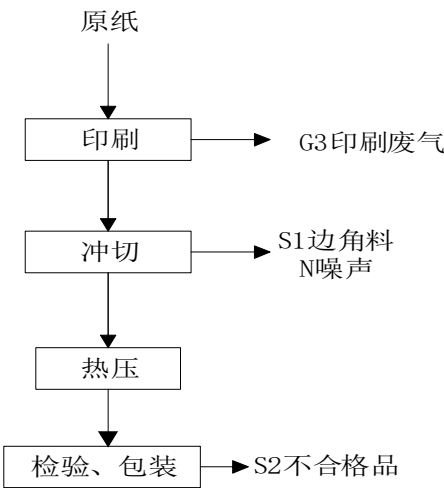 原纸
印刷
G3印刷废气
冲切
S1边角料
N噪声
热压
检验、包装
S2不合格品